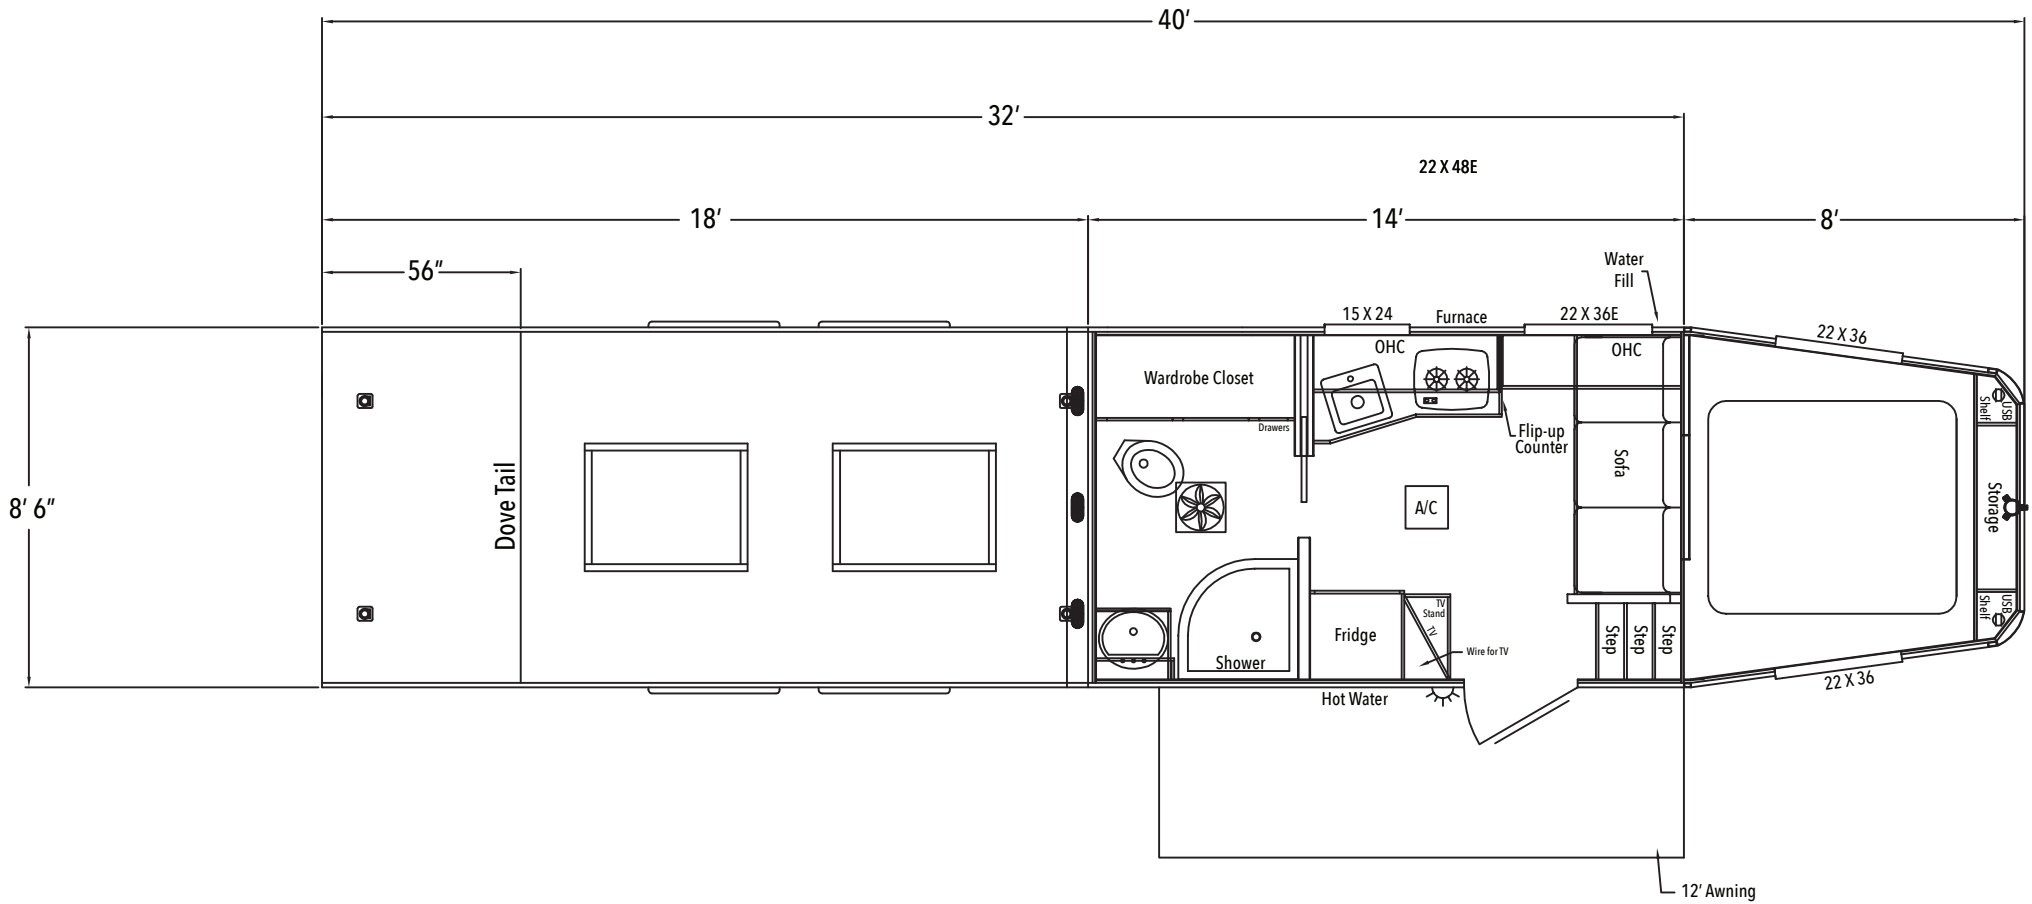 40′
32′
22 X 48E
18′
14′
8′
56″
Water
Fill
15 X 24
Furnace
22 X 36E
22 X 36
OHC
OHC
Wardrobe Closet
Drawers
Flip-up
Counter
USB
Shelf
8′ 6″
Dove Tail
A/C
Sofa
Storage
USB
Shelf
TV
Stand
TV
Fridge
Wire for TV
Step
Step
Step
Shower
Hot Water
22 X 36
12′ Awning